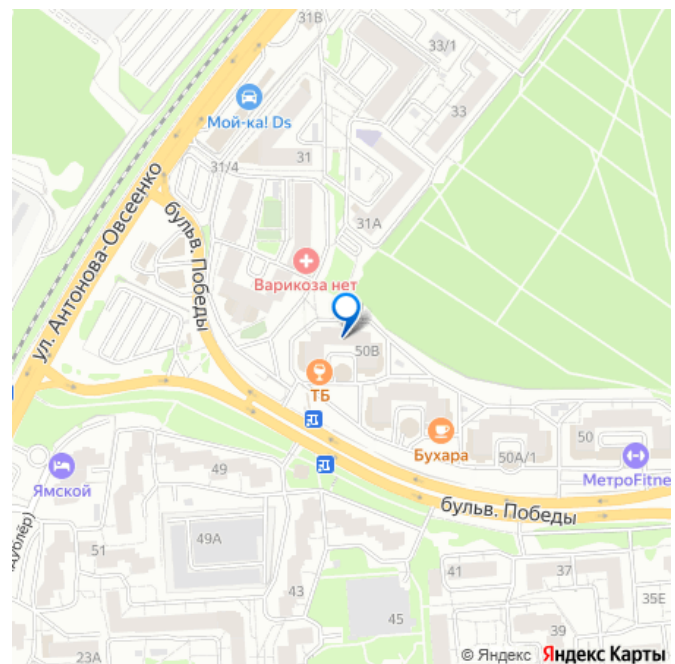 31В
33/1
Мой-ка! Ds
33
31/4
31
ул. Антонова-Овсеенко
бульв. Победы
31А
Варикоза нет
50В
ТБ
Бухара
50
50А/1
МетроFitne
49
Ямской
бульв. Победы
49А
51
(дублёр)
43
41
37
35Е
45
39
23А
© Яндекс Яндекс Карты